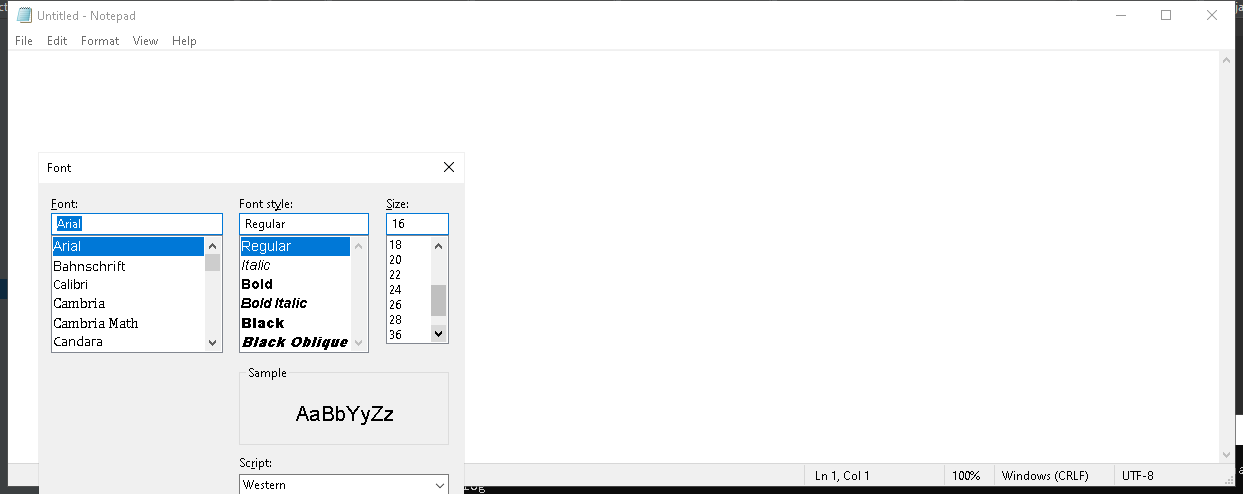 Untitled - Notepad
File Edit Format View Help
Font
Font: Font style: Size:
Arial Regular 16
Arial
Bahnschrift
Calibri
Cambria
Cambria Math
Candara
Regular
Italic
Bold
Bold Italic
Black
Black Oblique
18
20
22
24
26
28
36
Sample
AaBbYyZz
Script:
Western
Ln 1, Col 1 100% Windows (CRLF) UTF-8